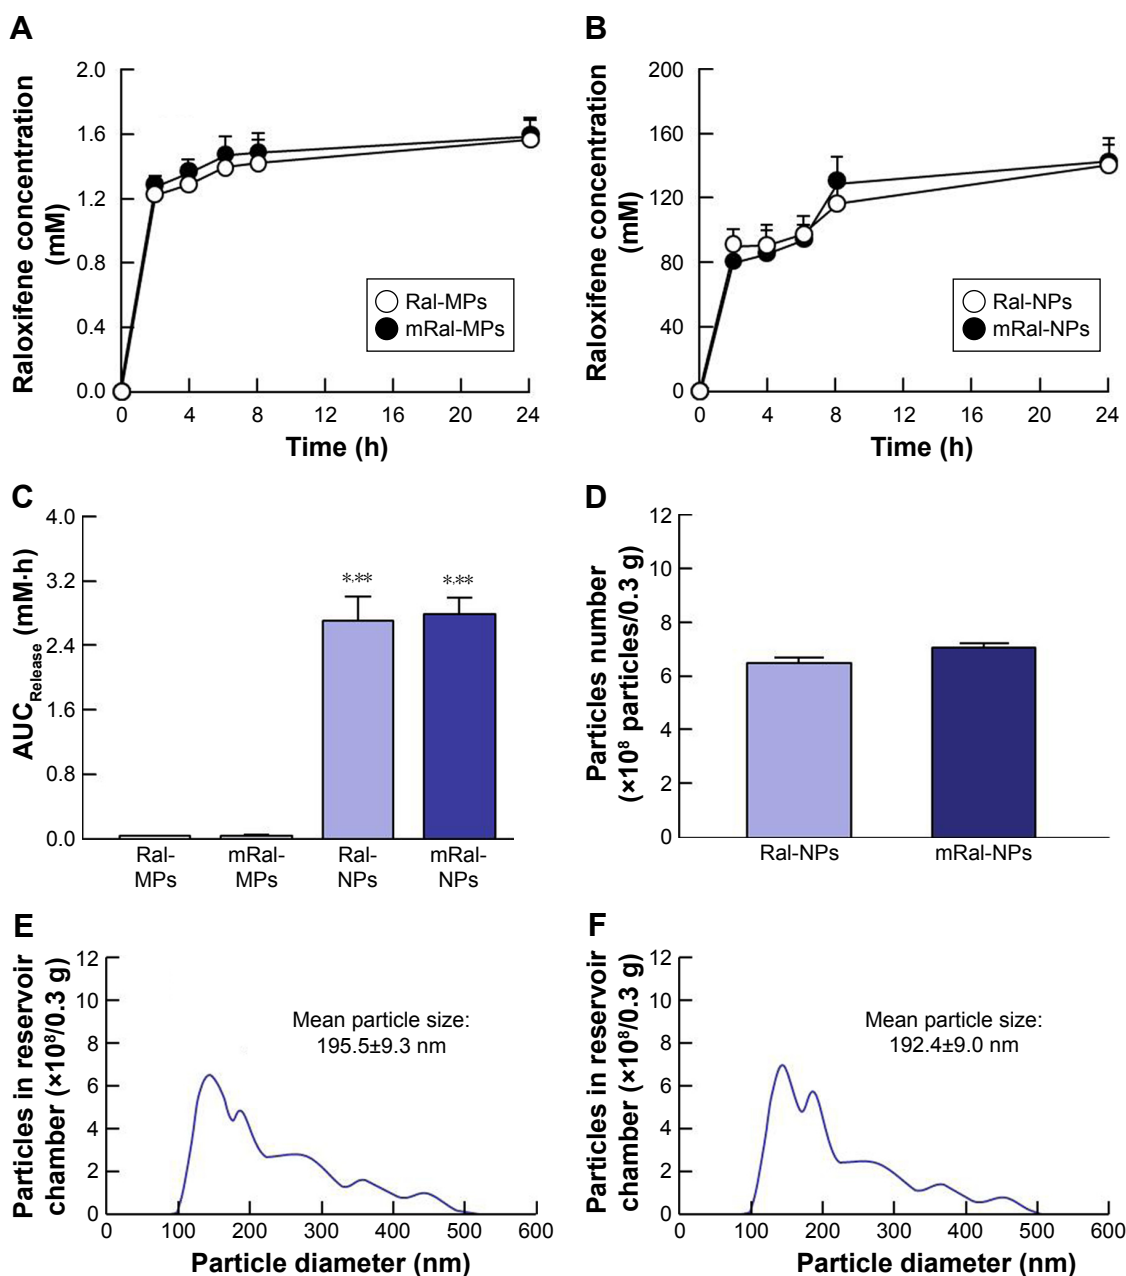 A
Raloxifene concentration
(mM)
2.0
1.6
1.2
0.8
0.4
0.0
0 4 8 12 16 20 24
Time (h)
Ral-MPs
mRal-MPs
B
Raloxifene concentration
(mM)
200
160
120
80
40
0
0 4 8 12 16 20 24
Time (h)
Ral-NPs
mRal-NPs
C
AUCRelease (mM·h)
4.0
3.2
2.4
1.6
0.8
0.0
*,**
*,**
Ral-
MPs
mRal-
MPs
Ral-
NPs
mRal-
NPs
D
Particles number
(×10⁸ particles/0.3 g)
12
10
8
6
4
2
0
Ral-NPs
mRal-NPs
E
Particles in reservoir
chamber (×10⁸/0.3 g)
12
10
8
6
4
2
0
Mean particle size:
195.5±9.3 nm
0 100 200 300 400 500 600
Particle diameter (nm)
F
Particles in reservoir
chamber (×10⁸/0.3 g)
12
10
8
6
4
2
0
Mean particle size:
192.4±9.0 nm
0 100 200 300 400 500 600
Particle diameter (nm)